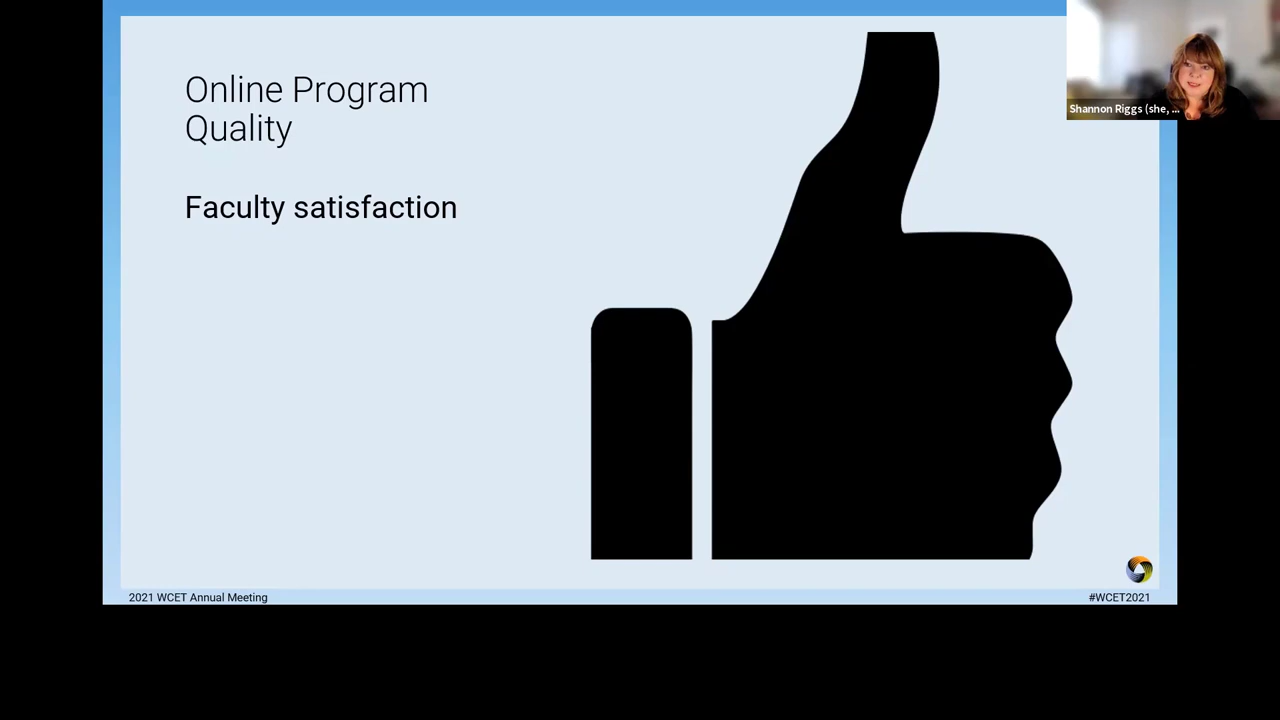 Online Program
Quality
Faculty satisfaction
Shannon Riggs (she, ...
2021 WCET Annual Meeting
#WCET2021